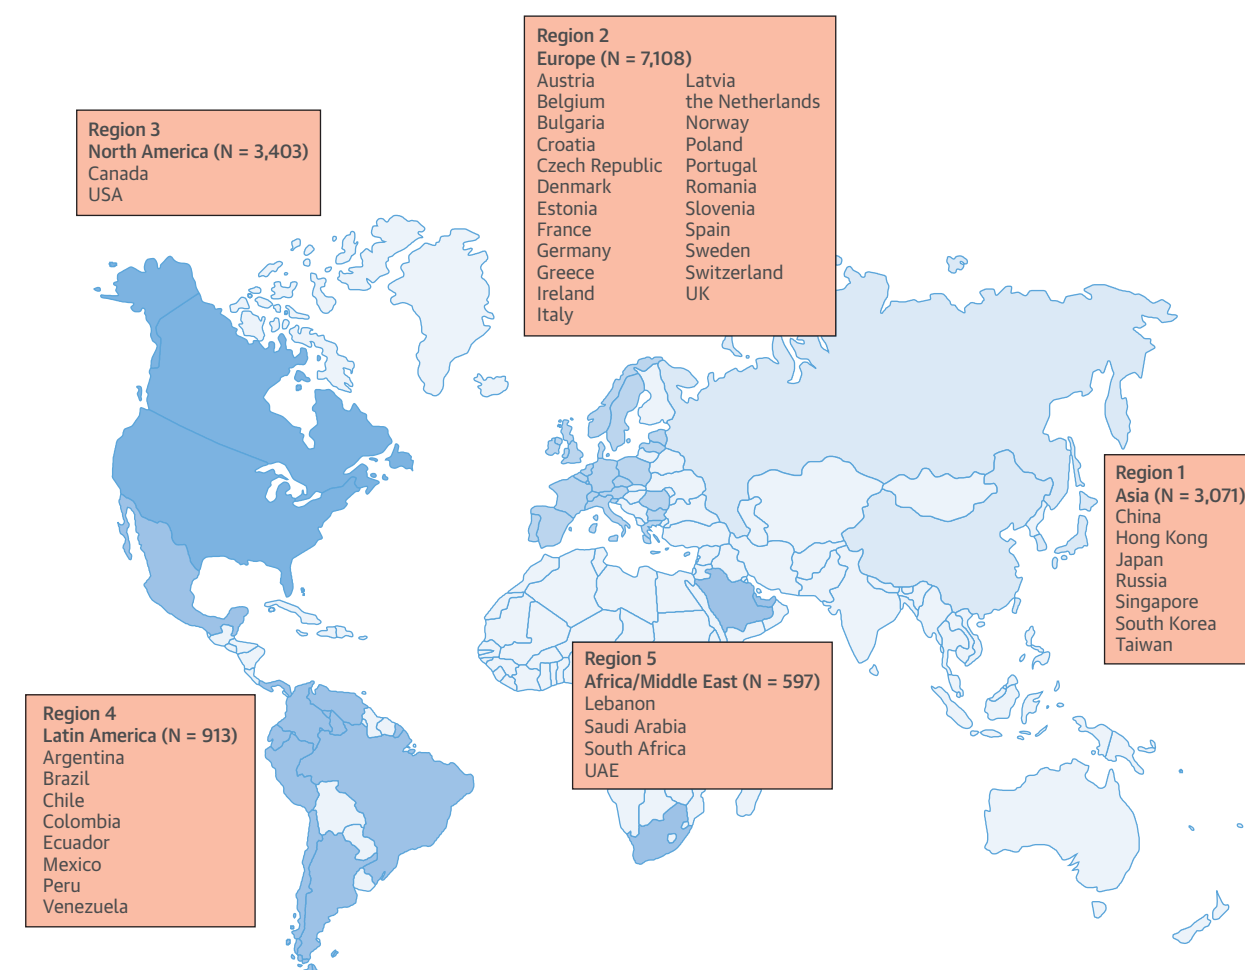 Region 2
Europe (N = 7,108)
Austria
Belgium
Bulgaria
Croatia
Czech Republic
Denmark
Estonia
France
Germany
Greece
Ireland
Italy
Latvia
the Netherlands
Norway
Poland
Portugal
Romania
Slovenia
Spain
Sweden
Switzerland
UK
Region 3
North America (N = 3,403)
Canada
USA
Region 1
Asia (N = 3,071)
China
Hong Kong
Japan
Russia
Singapore
South Korea
Taiwan
Region 5
Africa/Middle East (N = 597)
Lebanon
Saudi Arabia
South Africa
UAE
Region 4
Latin America (N = 913)
Argentina
Brazil
Chile
Colombia
Ecuador
Mexico
Peru
Venezuela